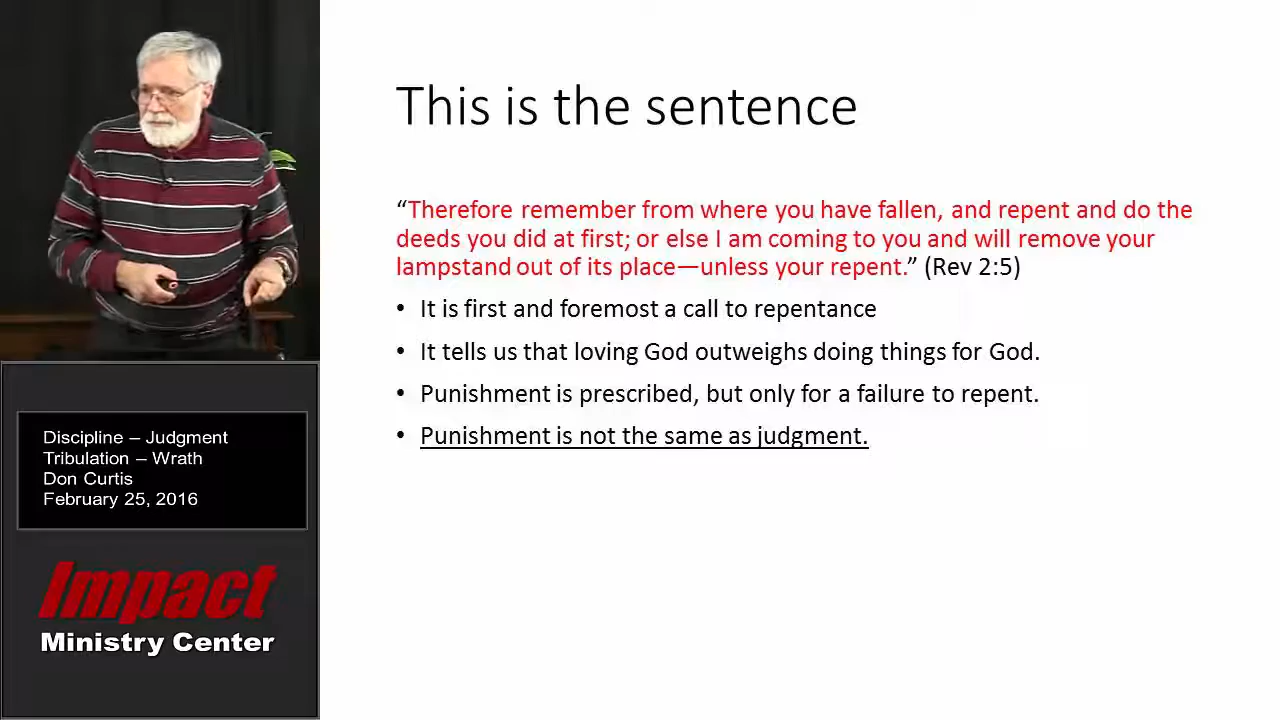 This is the sentence
“Therefore remember from where you have fallen, and repent and do the
deeds you did at first; or else I am coming to you and will remove your
lampstand out of its place—unless your repent.” (Rev 2:5)
• It is first and foremost a call to repentance
• It tells us that loving God outweighs doing things for God.
• Punishment is prescribed, but only for a failure to repent.
• Punishment is not the same as judgment.
Discipline – Judgment
Tribulation – Wrath
Don Curtis
February 25, 2016
Impact
Ministry Center